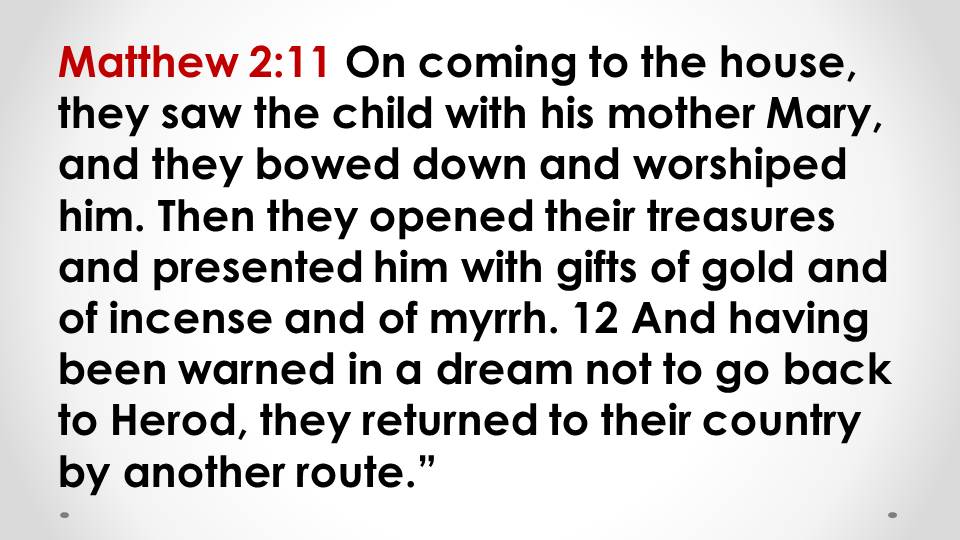 Matthew 2:11 On coming to the house,
they saw the child with his mother Mary,
and they bowed down and worshiped
him. Then they opened their treasures
and presented him with gifts of gold and
of incense and of myrrh. 12 And having
been warned in a dream not to go back
to Herod, they returned to their country
by another route.”